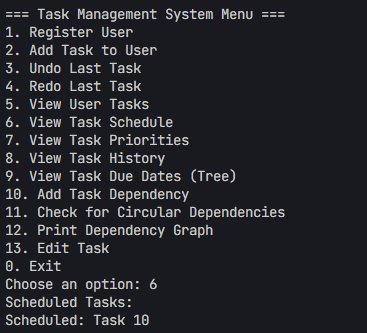 === Task Management System Menu ===
1. Register User
2. Add Task to User
3. Undo Last Task
4. Redo Last Task
5. View User Tasks
6. View Task Schedule
7. View Task Priorities
8. View Task History
9. View Task Due Dates (Tree)
10. Add Task Dependency
11. Check for Circular Dependencies
12. Print Dependency Graph
13. Edit Task
0. Exit
Choose an option: 6
Scheduled Tasks:
Scheduled: Task 10